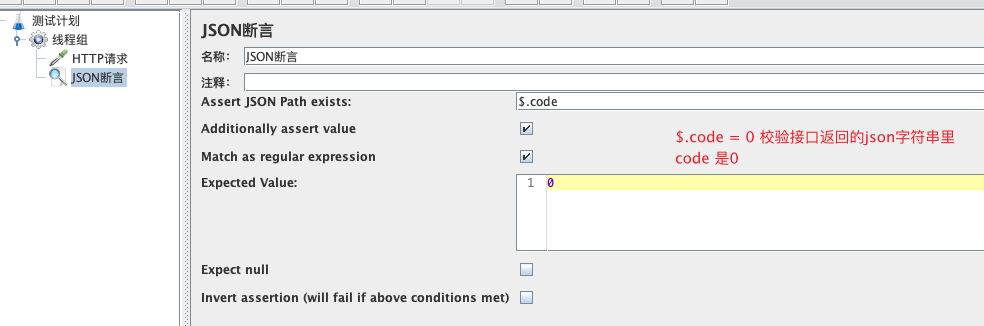 测试计划
线程组
HTTP请求
JSON断言
JSON断言
名称: JSON断言
注释:
Assert JSON Path exists: $.code
Additionally assert value
Match as regular expression
$.code = 0 校验接口返回的json字符串里
code 是0
Expected Value: 1 0
Expect null
Invert assertion (will fail if above conditions met)